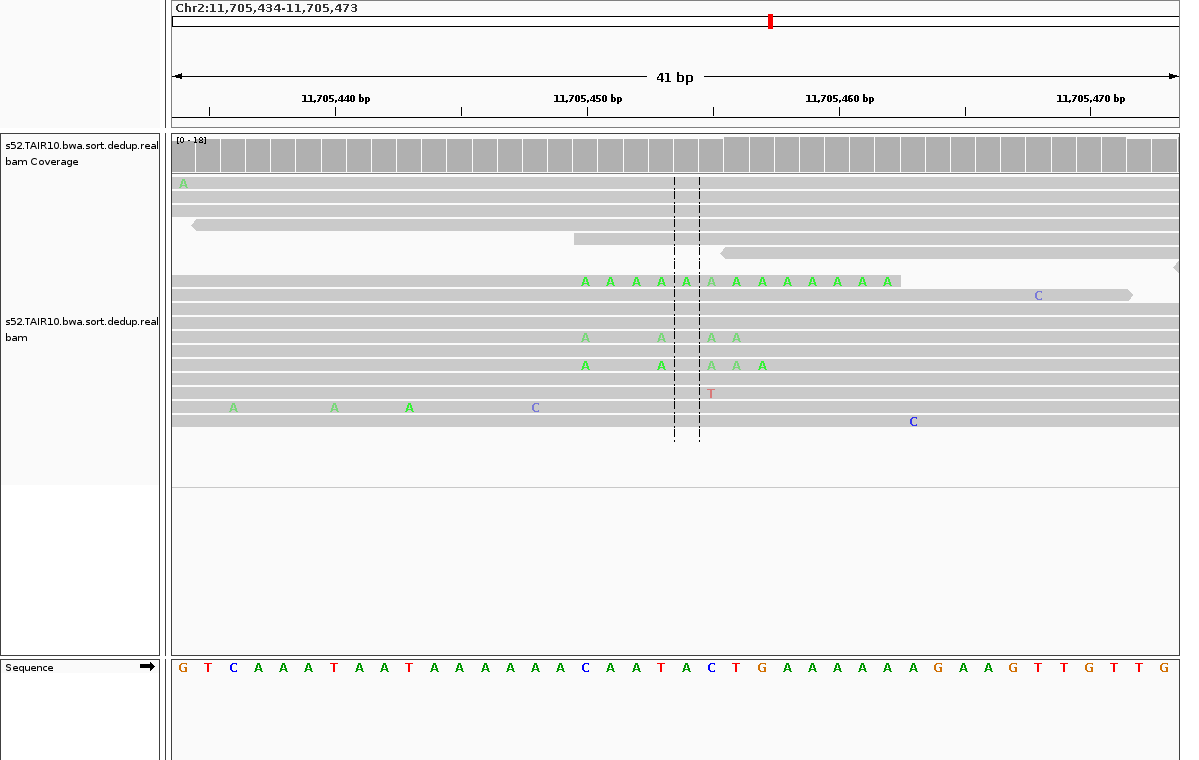 Chr2:11,705,434-11,705,473
41 bp
11,705,440 bp 11,705,450 bp 11,705,460 bp 11,705,470 bp
s52.TAIR10.bwa.sort.dedup.real
bam Coverage
[0 - 18]
A
A A A A A A A A A A A A A
C
s52.TAIR10.bwa.sort.dedup.real
bam
A A A A
A A A A A
T
A A A C
C
Sequence
G T C A A A T A A T A A A A A A C A A T A C T G A A A A A A G A A G T T G T T G